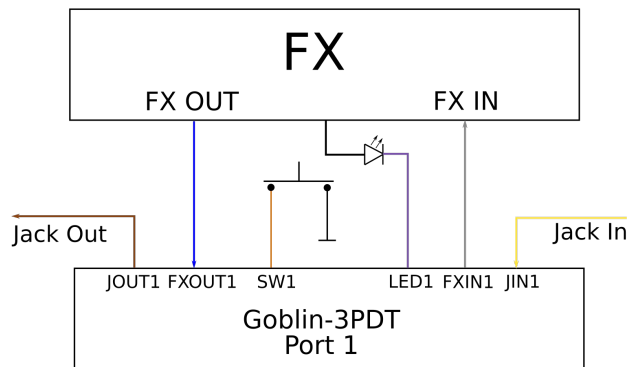 FX
FX OUT
FX IN
Jack Out
Jack In
JOUT1
FXOUT1
SW1
LED1
FXIN1
JIN1
Goblin-3PDT
Port 1